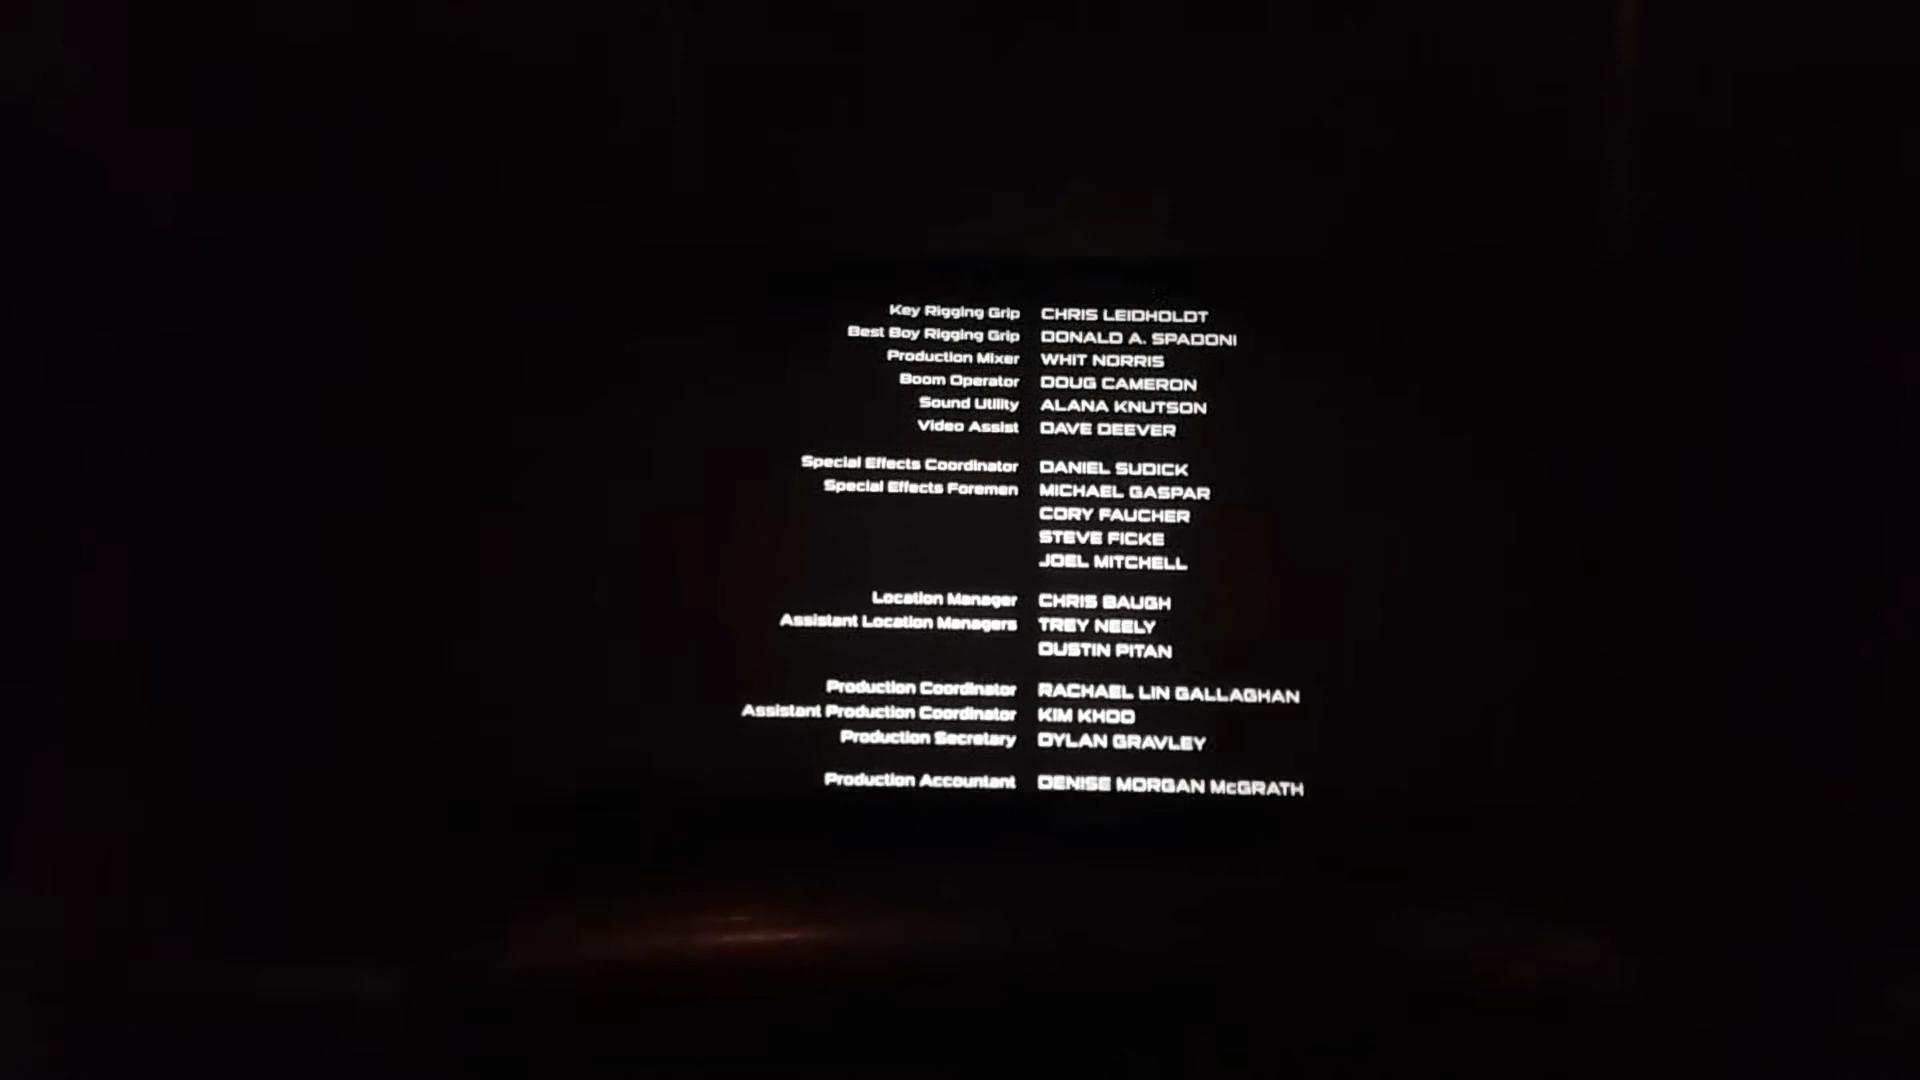 Key Rigging Grip CHRIS LEIDHOLDT
Best Boy Rigging Grip DONALD A. SPADONI
Production Mixer WHIT NORRIS
Boom Operator DOUG CAMERON
Sound Utility ALANA KNUTSON
Video Assist DAVE DEEVER
Special Effects Coordinator DANIEL SUDICK
Special Effects Foremen MICHAEL GASPAR
CORY FAUCHER
STEVE FICKE
JOEL MITCHELL
Location Manager CHRIS BAUGH
Assistant Location Managers TREY NEELY
DUSTIN PITAN
Production Coordinator RACHAEL LIN GALLAGHAN
Assistant Production Coordinator KIM KHOO
Production Secretary DYLAN GRAVLEY
Production Accountant DENISE MORGAN McGRATH